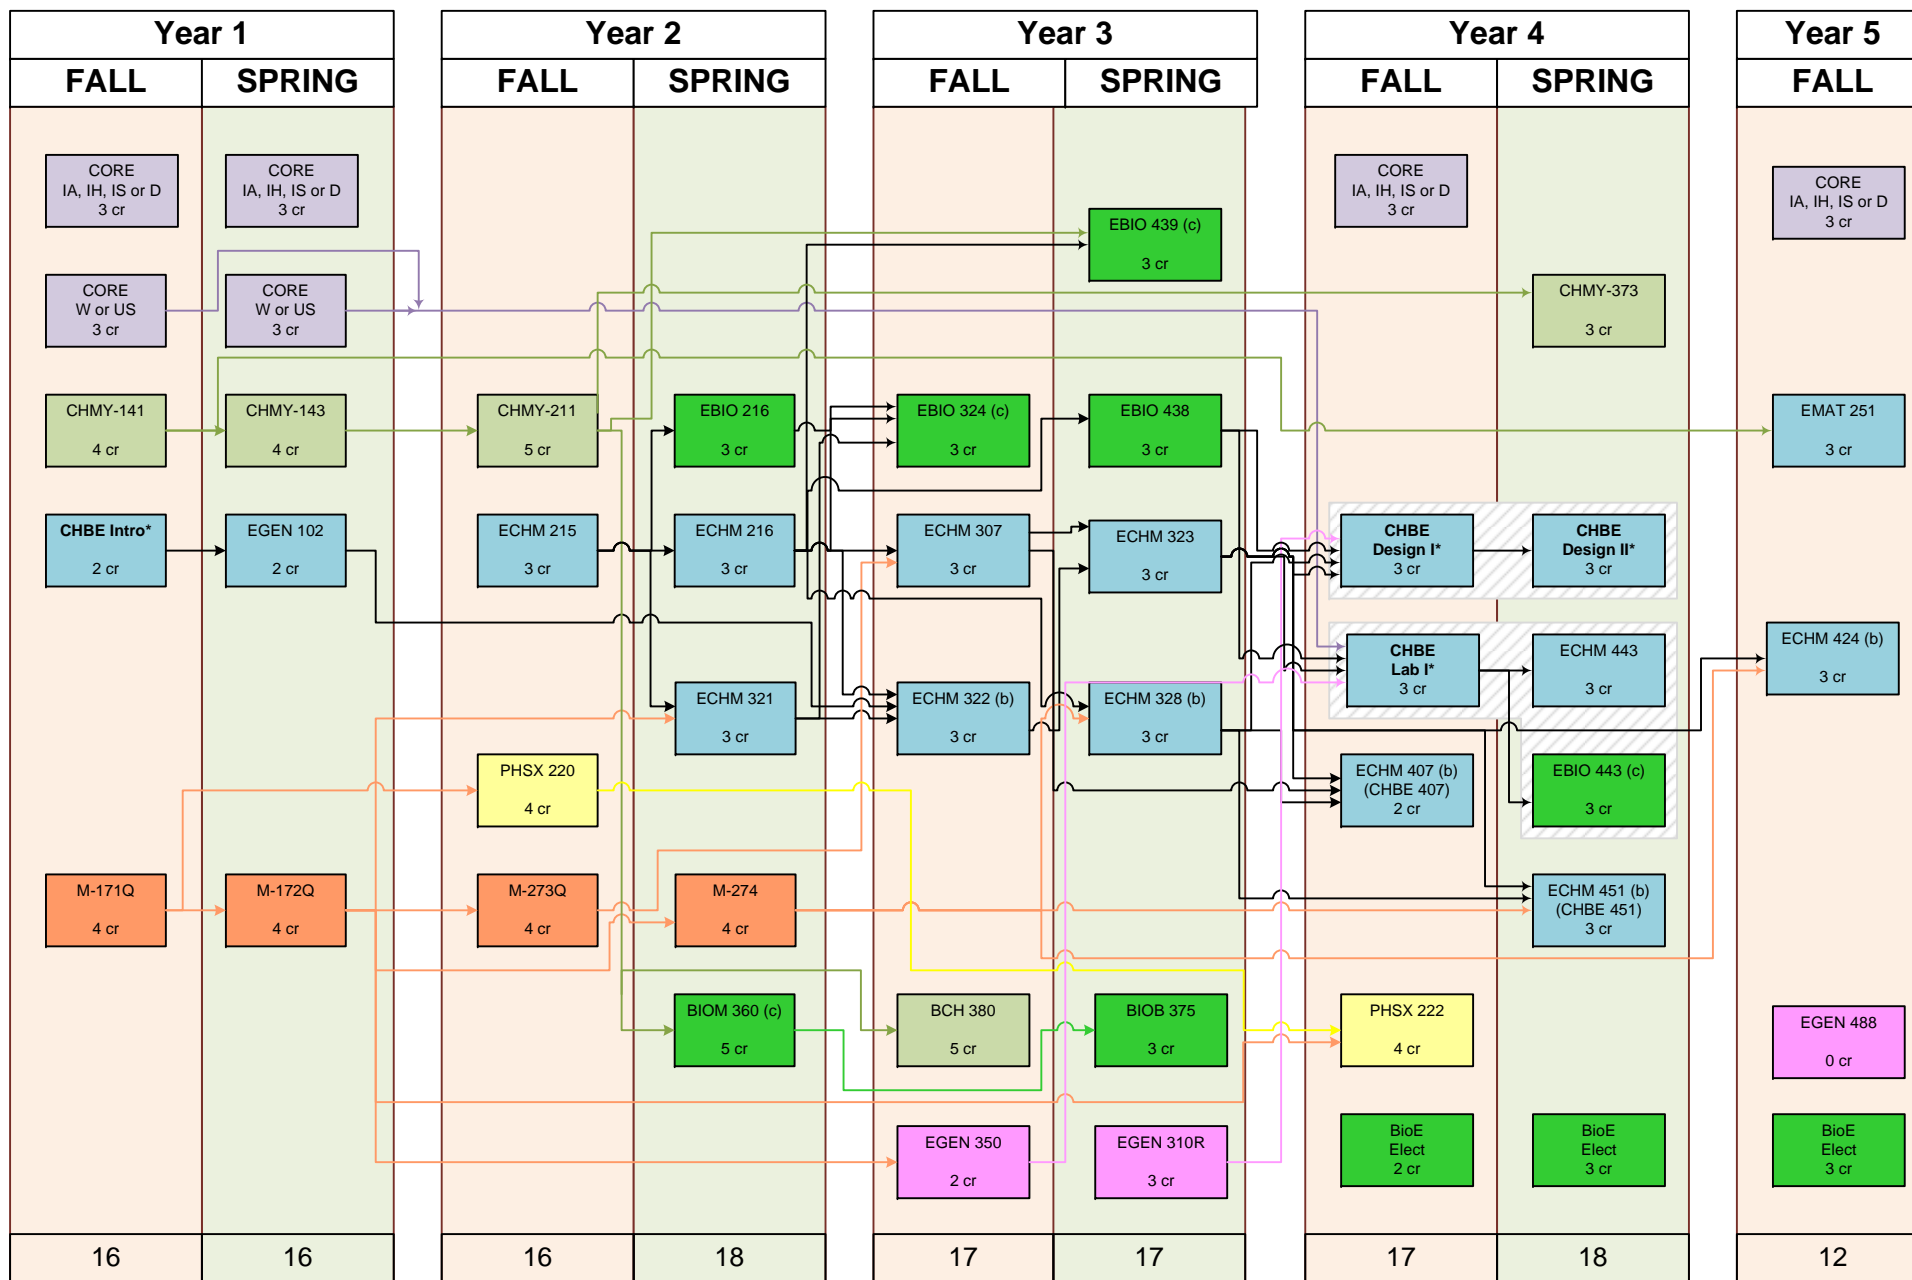 Year 1
FALL
SPRING
CORE
IA, IH, IS or D
3 cr
CORE
W or US
3 cr
CHMY-141
4 cr
CHBE Intro*
2 cr
M-171Q
4 cr
16
CORE
IA, IH, IS or D
3 cr
CORE
W or US
3 cr
CHMY-143
4 cr
EGEN 102
2 cr
M-172Q
4 cr
16
Year 2
FALL
SPRING
CHMY-211
5 cr
ECHM 215
3 cr
PHSX 220
4 cr
M-273Q
4 cr
16
EBIO 216
3 cr
ECHM 216
3 cr
ECHM 321
3 cr
M-274
4 cr
BIOM 360 (c)
5 cr
18
Year 3
FALL
SPRING
EBIO 324 (c)
3 cr
ECHM 307
3 cr
ECHM 322 (b)
3 cr
BCH 380
5 cr
EGEN 350
2 cr
17
EBIO 439 (c)
3 cr
EBIO 438
3 cr
ECHM 323
3 cr
ECHM 328 (b)
3 cr
BIOB 375
3 cr
EGEN 310R
3 cr
17
Year 4
FALL
SPRING
CORE
IA, IH, IS or D
3 cr
CHBE
Design I*
3 cr
CHBE
Lab I*
3 cr
ECHM 407 (b)
(CHBE 407)
2 cr
PHSX 222
4 cr
BioE
Elect
2 cr
17
CHMY-373
3 cr
CHBE
Design II*
3 cr
ECHM 443
3 cr
EBIO 443 (c)
3 cr
ECHM 451 (b)
(CHBE 451)
3 cr
BioE
Elect
3 cr
18
Year 5
FALL
CORE
IA, IH, IS or D
3 cr
EMAT 251
3 cr
ECHM 424 (b)
3 cr
EGEN 488
0 cr
BioE
Elect
3 cr
12